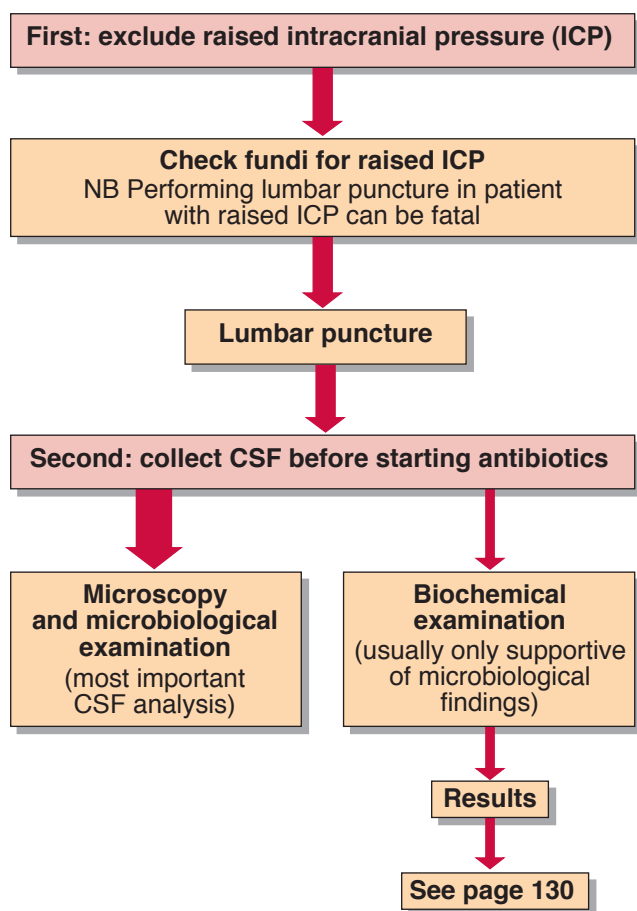 First: exclude raised intracranial pressure (ICP)
Check fundi for raised ICP
NB Performing lumbar puncture in patient
with raised ICP can be fatal
Lumbar puncture
Second: collect CSF before starting antibiotics
Microscopy
and microbiological
examination
(most important
CSF analysis)
Biochemical
examination
(usually only supportive
of microbiological
findings)
Results
See page 130